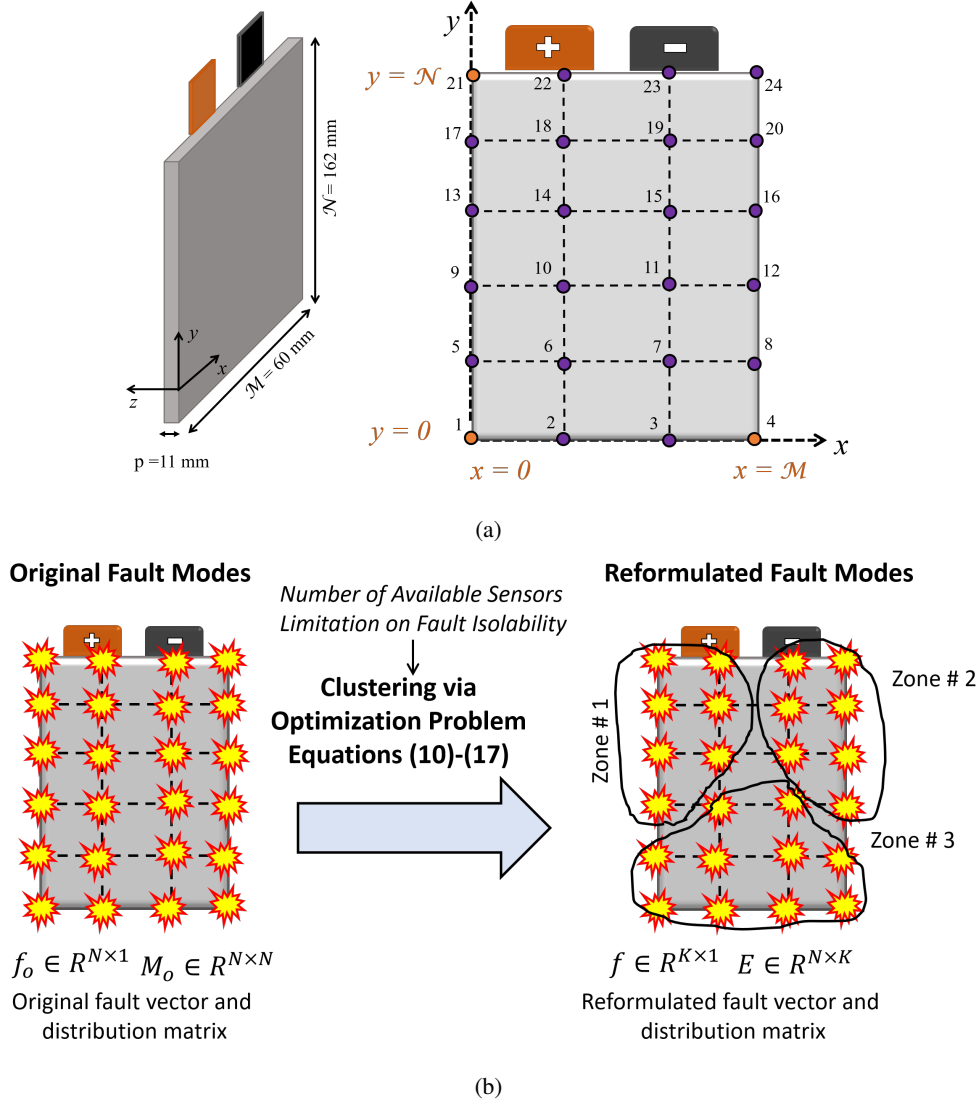 𝒩 = 162 mm
ℳ = 60 mm
y
x
z
p =11 mm
y
+
-
y = 𝒩
21
22
23
24
17
18
19
20
13
14
15
16
9
10
11
12
5
6
7
8
y = 0
1
2
3
4
x
x = 0
x = ℳ
(a)
Original Fault Modes
+
-
Number of Available Sensors
Limitation on Fault Isolability
Clustering via
Optimization Problem
Equations (10)-(17)
Reformulated Fault Modes
+
-
Zone # 1
Zone # 2
Zone # 3
f_o ∈ R^{N×1} M_o ∈ R^{N×N}
Original fault vector and
distribution matrix
f ∈ R^{K×1} E ∈ R^{N×K}
Reformulated fault vector and
distribution matrix
(b)